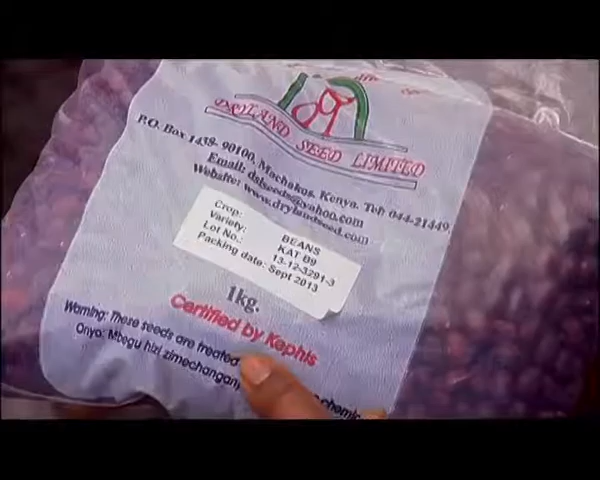 DRYLAND SEED LIMITED
P.O. Box 1438- 90100, Machakos, Kenya. Tel: 044-21449
Email: dslseeds@yahoo.com
Website: www.drylandseed.com
Crop: BEANS
Variety: KAT B9
Lot No.: 13-12-3291-3
Packing date: Sept 2013
1kg.
Certified by Kephis
Warning: These seeds are treated
Onyo: Mbegu hizi zimechanganywa